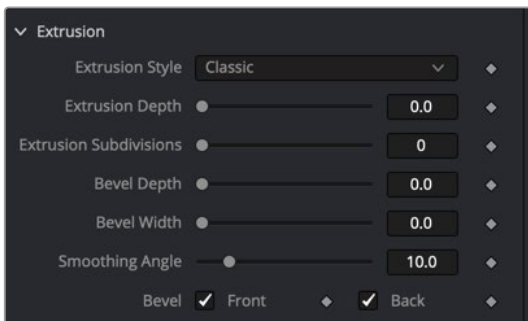 Extrusion
Extrusion Style Classic
Extrusion Depth 0.0
Extrusion Subdivisions 0
Bevel Depth 0.0
Bevel Width 0.0
Smoothing Angle 10.0
Bevel Front Back